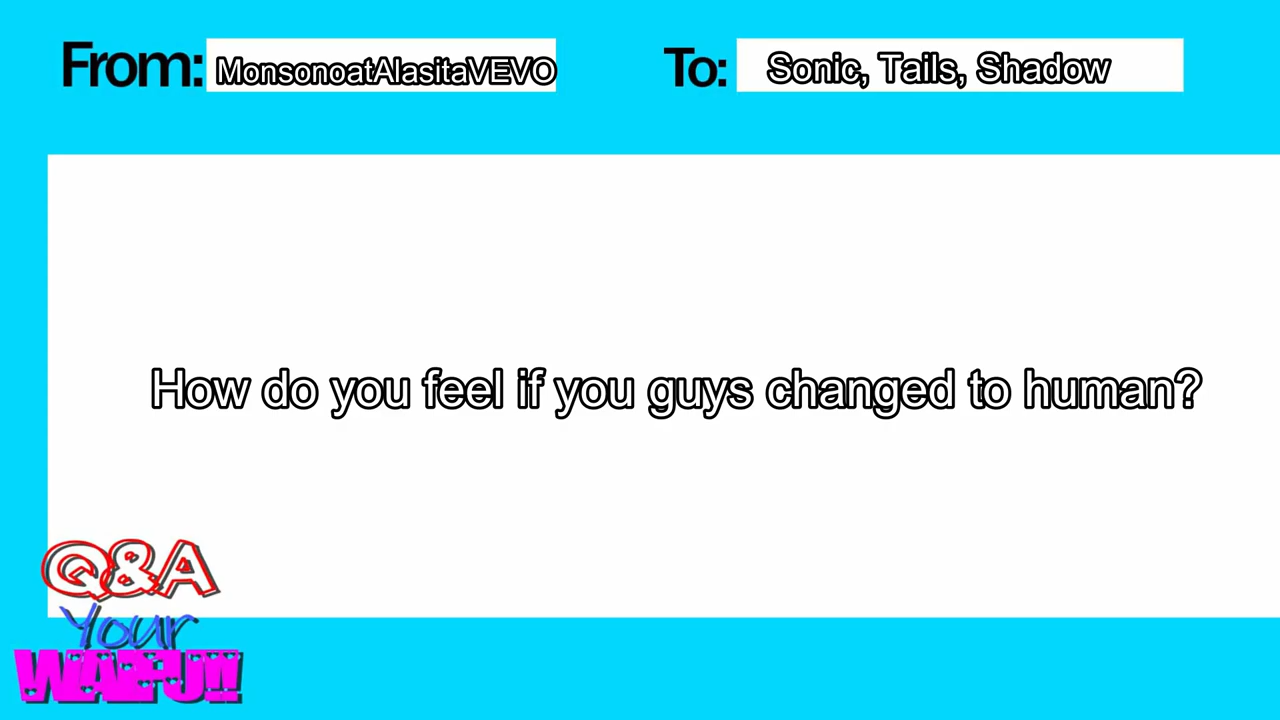 From: MonsonoatAlasitaVEVO
To: Sonic, Tails, Shadow
How do you feel if you guys changed to human?
Q&A
Your
WAIFU!!